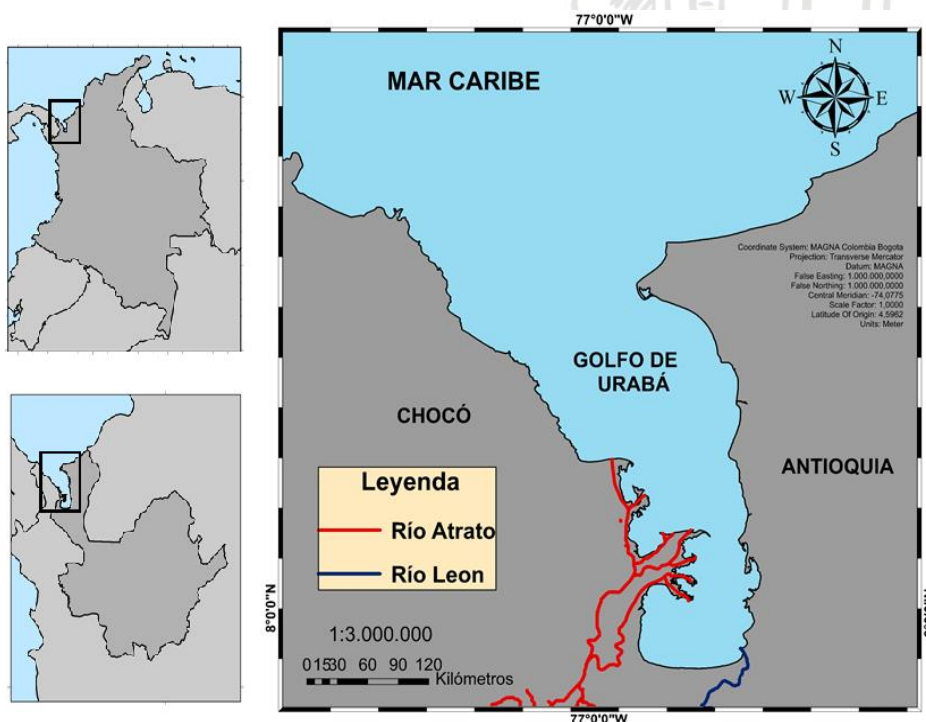 77°0'0"W
MAR CARIBE
N
W E
S
Coordinate System: MAGNA Colombia Bogota
Projection: Transverse Mercator
Datum: MAGNA
False Easting: 1.000.000,0000
False Northing: 1.000.000,0000
Central Meridian: -74,0775
Scale Factor: 1,0000
Latitude Of Origin: 4,5962
Units: Meter
GOLFO DE
URABÁ
CHOCÓ
ANTIOQUIA
Leyenda
Río Atrato
Río Leon
8°0'0"N
1:3.000.000
0 15 30 60 90 120
Kilómetros
77°0'0"W